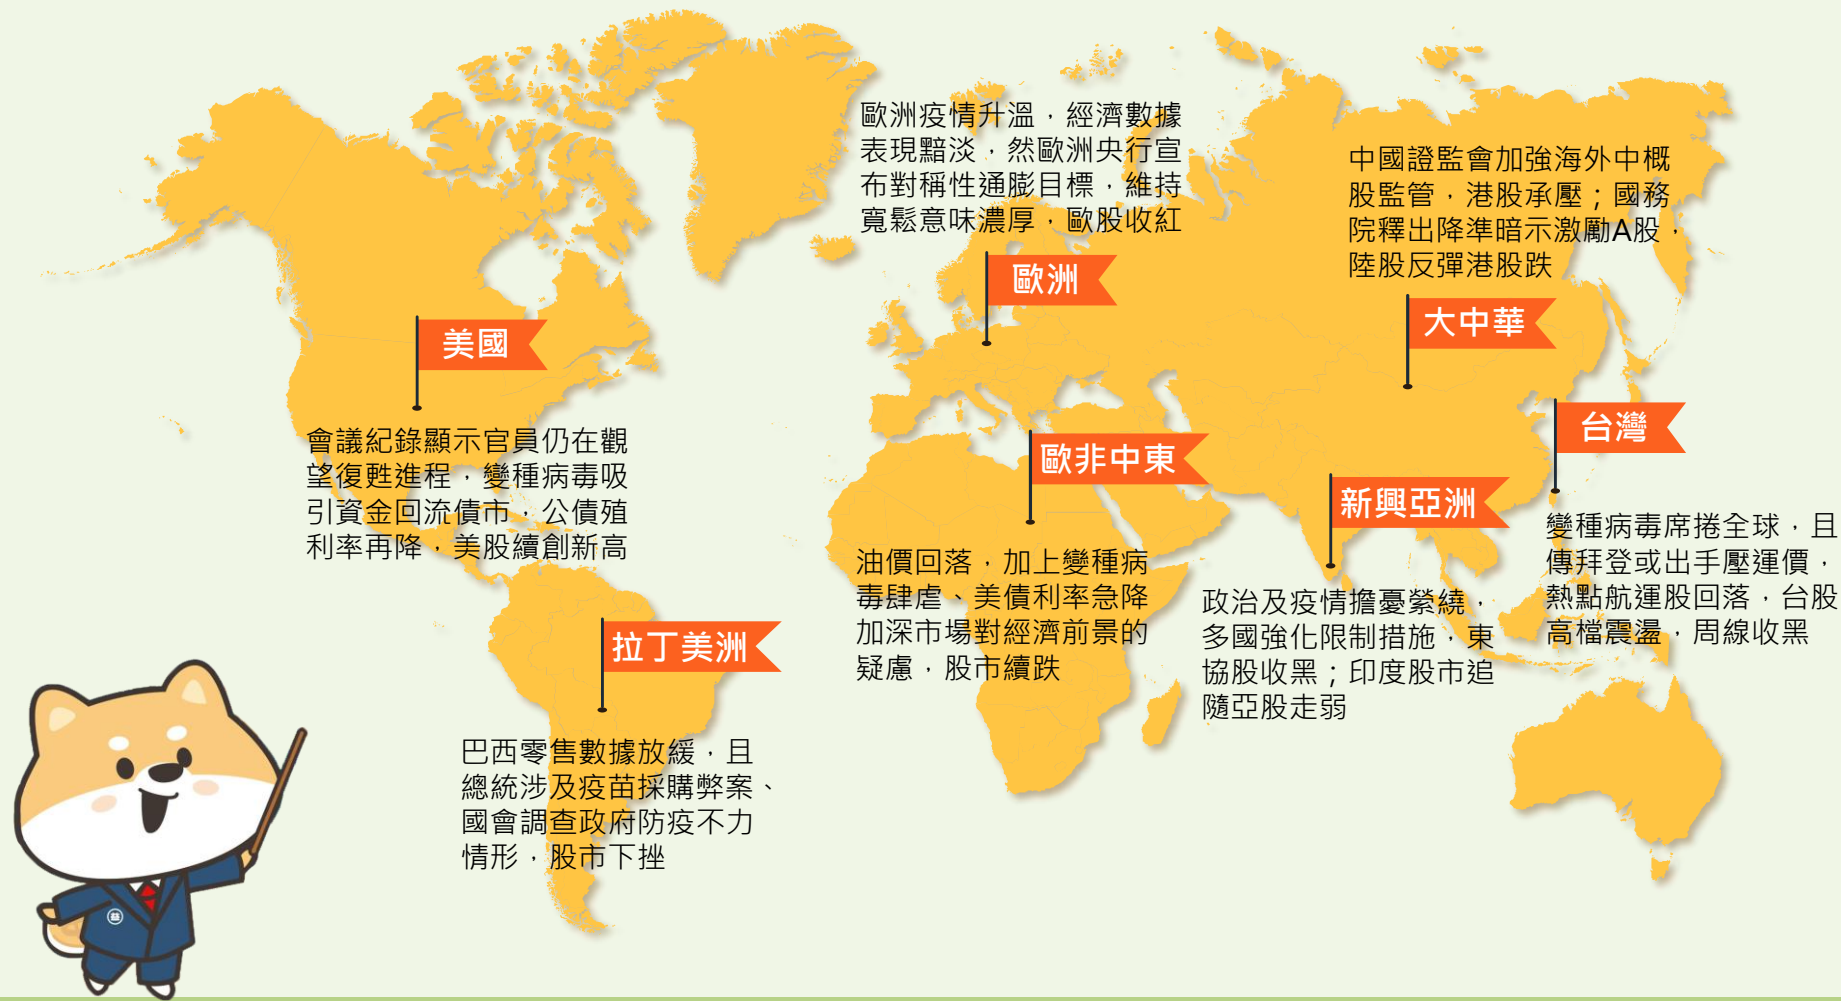 歐洲疫情升溫，經濟數據
表現黯淡，然歐洲央行宣
布對稱性通膨目標，維持
寬鬆意味濃厚，歐股收紅
歐洲
中國證監會加強海外中概
股監管，港股承壓；國務
院釋出降準暗示激勵A股，
陸股反彈港股跌
大中華
美國
會議紀錄顯示官員仍在觀
望復甦進程，變種病毒吸
引資金回流債市，公債殖
利率再降，美股續創新高
歐非中東
油價回落，加上變種病
毒肆虐、美債利率急降
加深市場對經濟前景的
疑慮，股市續跌
新興亞洲
政治及疫情擔憂縈繞，
多國強化限制措施，東
協股收黑；印度股市追
隨亞股走弱
台灣
變種病毒席捲全球，且
傳拜登或出手壓運價，
熱點航運股回落，台股
高檔震盪，周線收黑
拉丁美洲
巴西零售數據放緩，且
總統涉及疫苗採購弊案、
國會調查政府防疫不力
情形，股市下挫